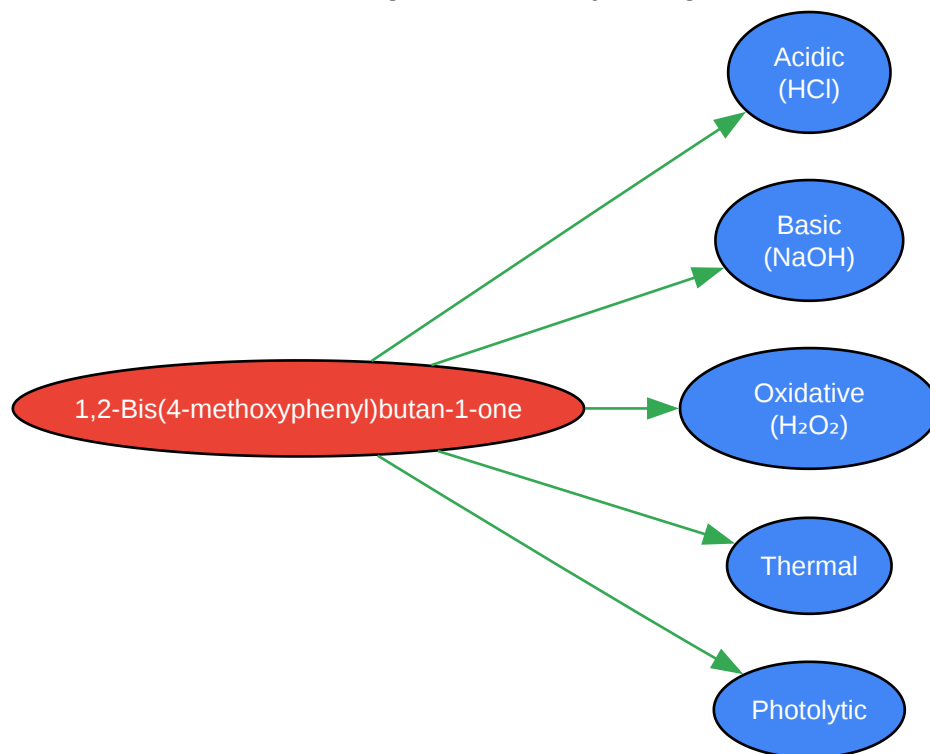 Acidic
(HCl)
Basic
(NaOH)
1,2-Bis(4-methoxyphenyl)butan-1-one
Oxidative
(H₂O₂)
Thermal
Photolytic